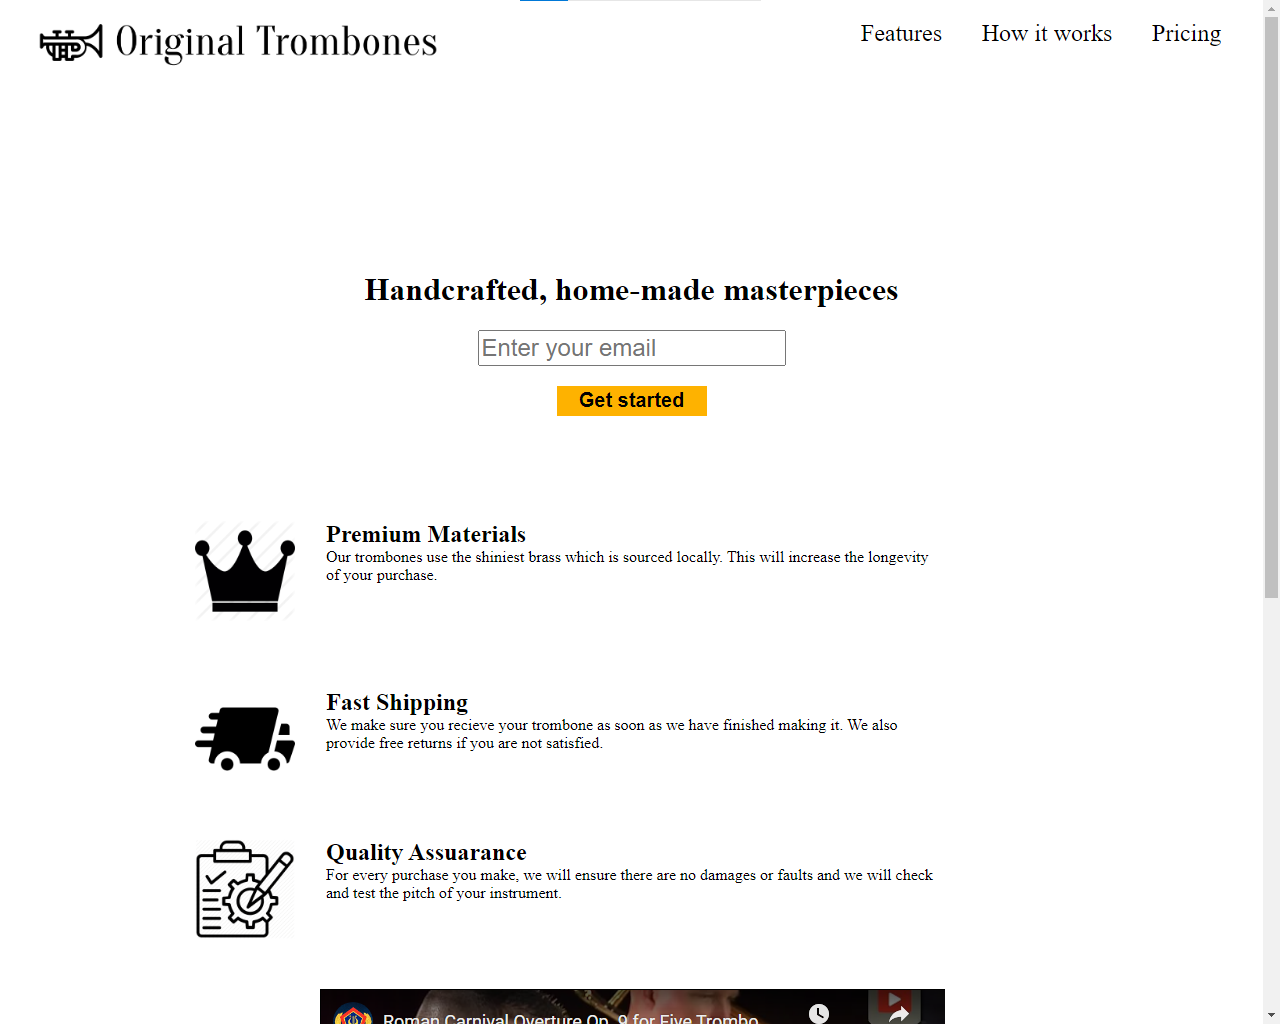 Original Trombones
Features
How it works
Pricing
Handcrafted, home-made masterpieces
Enter your email
Get started
Premium Materials
Our trombones use the shiniest brass which is sourced locally. This will increase the longevity
of your purchase.
Fast Shipping
We make sure you recieve your trombone as soon as we have finished making it. We also
provide free returns if you are not satisfied.
Quality Assuarance
For every purchase you make, we will ensure there are no damages or faults and we will check
and test the pitch of your instrument.
Roman Carnival Overture Op. 9 for Five Trombo